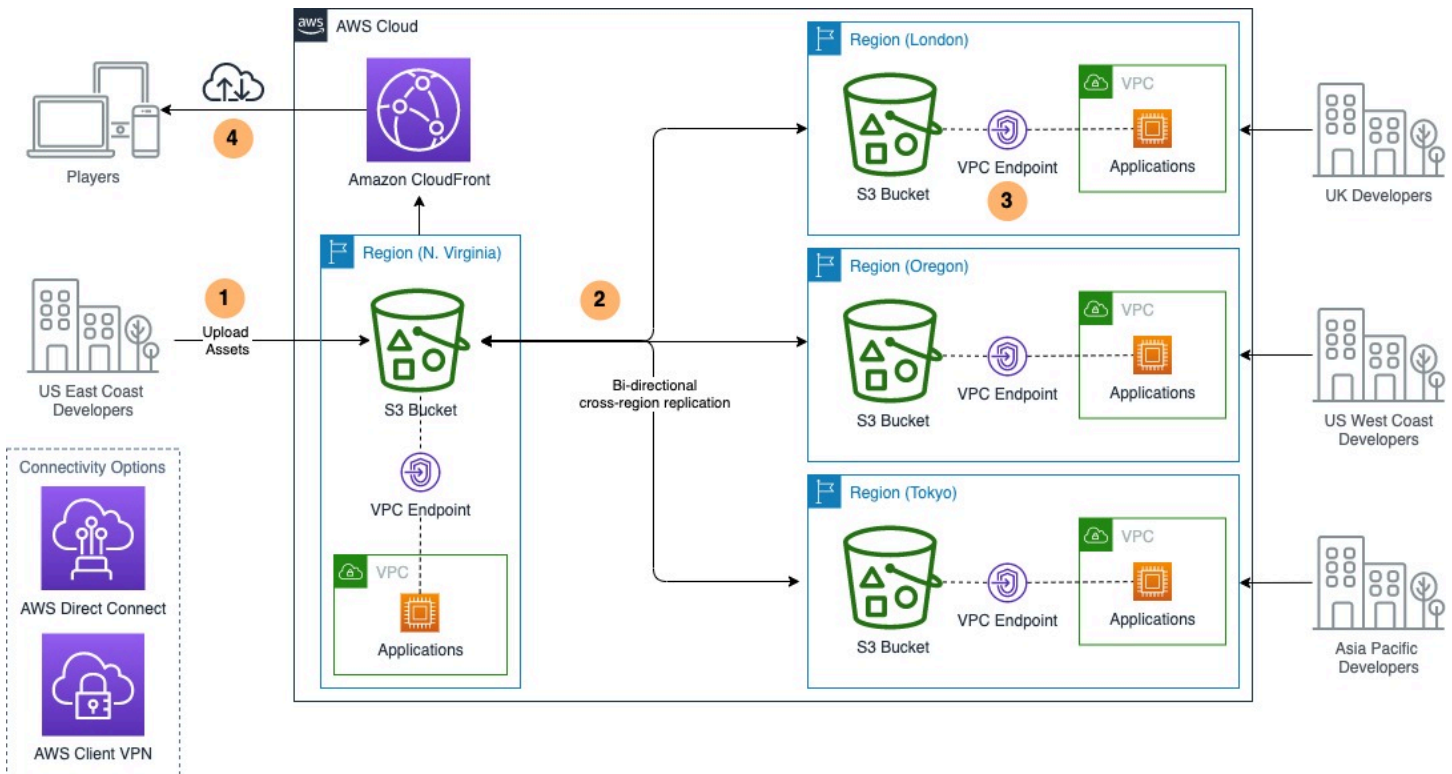 aws
AWS Cloud
Players
4
Amazon CloudFront
Region (N. Virginia)
1
Upload
Assets
US East Coast
Developers
S3 Bucket
VPC Endpoint
VPC
Applications
2
Bi-directional
cross-region replication
Region (London)
S3 Bucket
VPC Endpoint
3
VPC
Applications
UK Developers
Region (Oregon)
S3 Bucket
VPC Endpoint
VPC
Applications
US West Coast
Developers
Region (Tokyo)
S3 Bucket
VPC Endpoint
VPC
Applications
Asia Pacific
Developers
Connectivity Options
AWS Direct Connect
AWS Client VPN